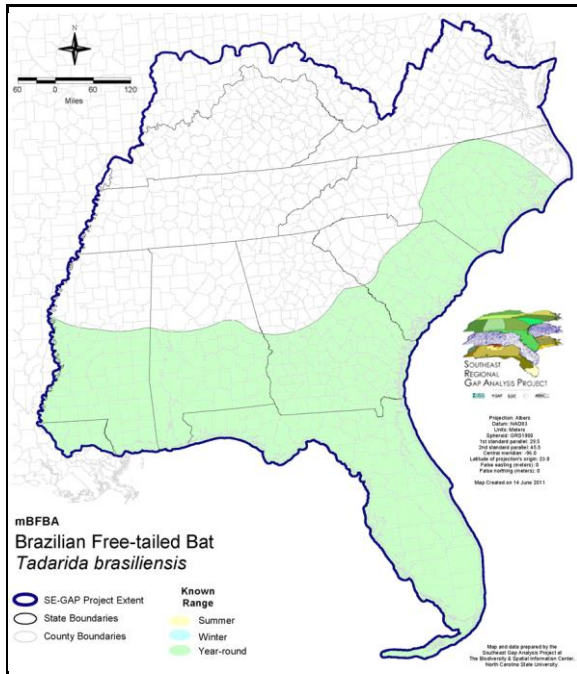 N
60 0 60 120
Miles
SOUTHEAST
REGIONAL
GAP ANALYSIS PROJECT
Projection: Albers
Datum: NAD83
Units: Meters
Spheroid: GRS1980
1st standard parallel: 29.5
2nd standard parallel: 45.5
Central meridian: -96.0
Latitude of projection's origin: 23.0
False easting (meters): 0
False northing (meters): 0
Map Created on 14 June 2011
mBFBA
Brazilian Free-tailed Bat
Tadarida brasiliensis
SE-GAP Project Extent
State Boundaries
County Boundaries
Known
Range
Summer
Winter
Year-round
Map and data prepared by the
Southeast Gap Analysis Project at
The Biodiversity & Spatial Information Center,
North Carolina State University.